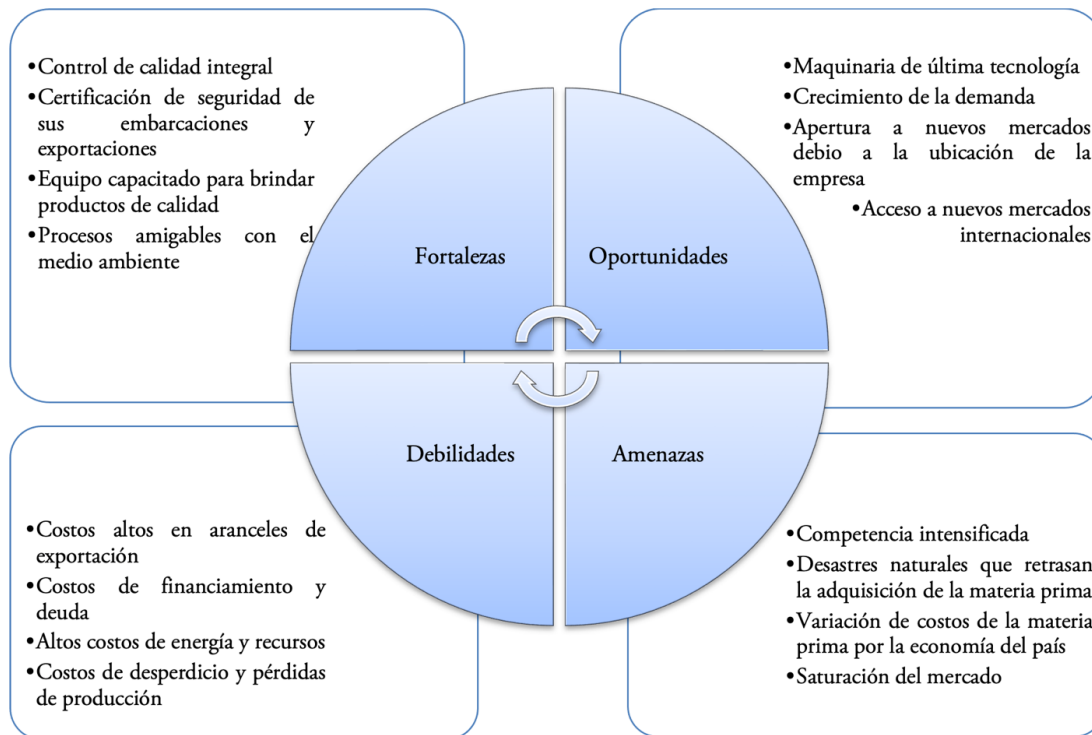 •Control de calidad integral
•Certificación de seguridad de
sus embarcaciones y
exportaciones
•Equipo capacitado para brindar
productos de calidad
•Procesos amigables con el
medio ambiente
•Maquinaria de última tecnología
•Crecimiento de la demanda
•Apertura a nuevos mercados
debio a la ubicación de la
empresa
•Acceso a nuevos mercados
internacionales
Fortalezas
Oportunidades
Debilidades
Amenazas
•Costos altos en aranceles de
exportación
•Costos de financiamiento y
deuda
•Altos costos de energía y recursos
•Costos de desperdicio y pérdidas
de producción
•Competencia intensificada
•Desastres naturales que retrasan
la adquisición de la materia prima
•Variación de costos de la materia
prima por la economía del país
•Saturación del mercado